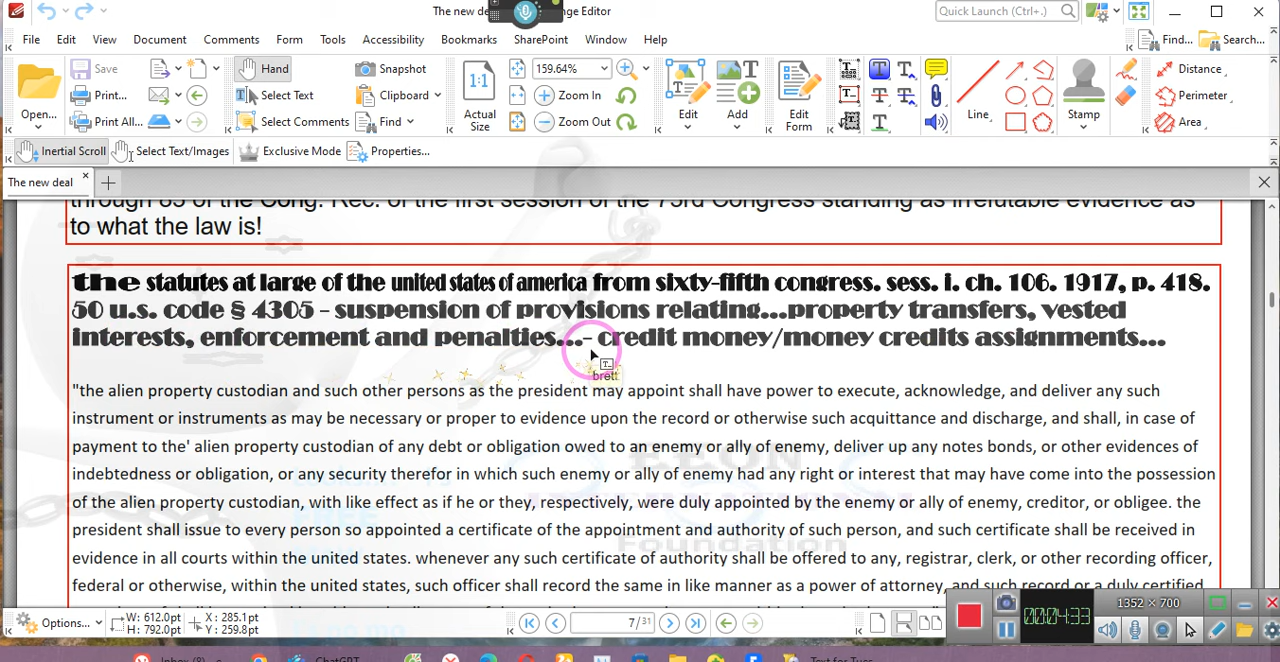 The new deal
nge Editor
Quick Launch (Ctrl+.)
File Edit View Document Comments Form Tools Accessibility Bookmarks SharePoint Window Help
Find... Search...
Open...
Save
Print...
Print All...
Hand
Select Text
Select Comments
Snapshot
Clipboard
Find
1:1
Actual Size
159.64%
Zoom In
Zoom Out
Edit
Add
Edit Form
Line
Stamp
Distance
Perimeter
Area
Inertial Scroll Select Text/Images Exclusive Mode Properties...
The new deal
through 85 of the Cong. Rec. of the first session of the 73rd Congress standing as irrefutable evidence as
to what the law is!
the statutes at large of the united states of america from sixty-fifth congress. sess. i. ch. 106. 1917, p. 418.
50 u.s. code § 4305 - suspension of provisions relating...property transfers, vested
interests, enforcement and penalties...- credit money/money credits assignments...
brett
"the alien property custodian and such other persons as the president may appoint shall have power to execute, acknowledge, and deliver any such
instrument or instruments as may be necessary or proper to evidence upon the record or otherwise such acquittance and discharge, and shall, in case of
payment to the' alien property custodian of any debt or obligation owed to an enemy or ally of enemy, deliver up any notes bonds, or other evidences of
indebtedness or obligation, or any security therefor in which such enemy or ally of enemy had any right or interest that may have come into the possession
of the alien property custodian, with like effect as if he or they, respectively, were duly appointed by the enemy or ally of enemy, creditor, or obligee. the
president shall issue to every person so appointed a certificate of the appointment and authority of such person, and such certificate shall be received in
evidence in all courts within the united states. whenever any such certificate of authority shall be offered to any, registrar, clerk, or other recording officer,
federal or otherwise, within the united states, such officer shall record the same in like manner as a power of attorney, and such record or a duly certified
Foundation
Options...
W: 612.0pt
H: 792.0pt
X: 285.1pt
Y: 259.8pt
7/31
00:04:33
1352 × 700
Inbox (8)
ChatGPT
Text for Tues